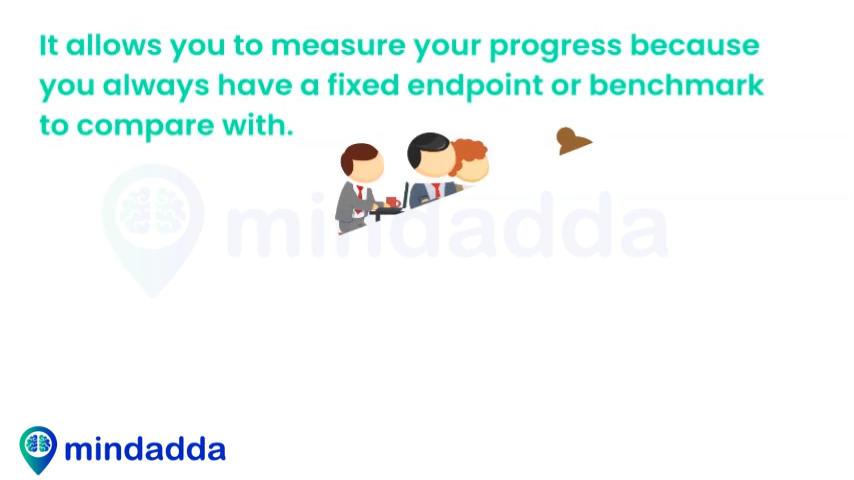 It allows you to measure your progress because
you always have a fixed endpoint or benchmark
to compare with.
mindadda
mindadda